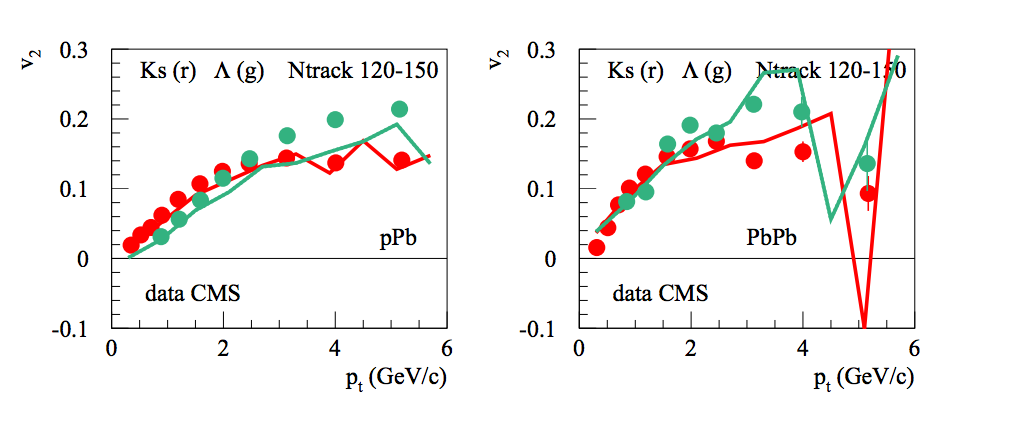 v2
0.3
0.2
0.1
0
-0.1
Ks (r) Λ (g) Ntrack 120-150
pPb
data CMS
0 2 4 6
pt (GeV/c)
v2
0.3
0.2
0.1
0
-0.1
Ks (r) Λ (g) Ntrack 120-150
PbPb
data CMS
0 2 4 6
pt (GeV/c)